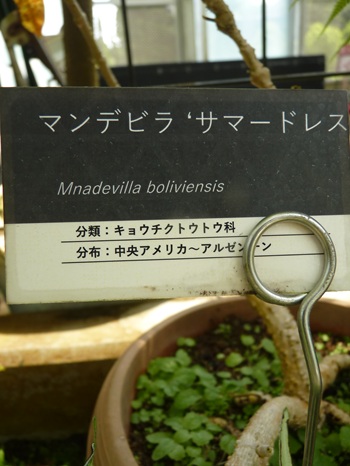 マンデビラ ‘サマードレス
Mnadevilla boliviensis
分類：キョウチクトウトウ科
分布：中央アメリカ～アルゼンーン